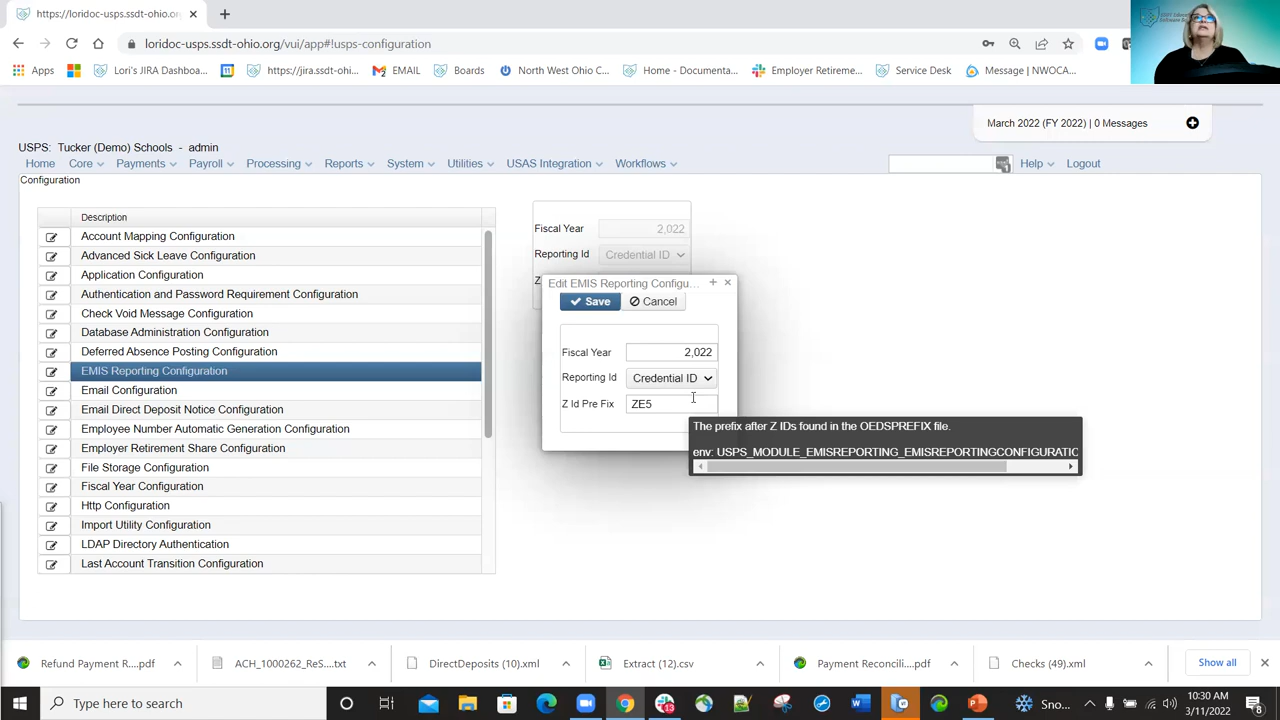 https://loridoc-usps.ssdt-ohio.org/
loridoc-usps.ssdt-ohio.org/vui/app#!usps-configuration
Apps
Lori's JIRA Dashboa...
https://jira.ssdt-ohi...
EMAIL
Boards
North West Ohio C...
Home - Documenta...
Employer Retireme...
Service Desk
Message | NWOCA
March 2022 (FY 2022) | 0 Messages
USPS: Tucker (Demo) Schools - admin
Home Core Payments Payroll Processing Reports System Utilities USAS Integration Workflows Help Logout
Configuration
Description
Account Mapping Configuration
Advanced Sick Leave Configuration
Application Configuration
Authentication and Password Requirement Configuration
Check Void Message Configuration
Database Administration Configuration
Deferred Absence Posting Configuration
EMIS Reporting Configuration
Email Configuration
Email Direct Deposit Notice Configuration
Employee Number Automatic Generation Configuration
Employer Retirement Share Configuration
File Storage Configuration
Fiscal Year Configuration
Http Configuration
Import Utility Configuration
LDAP Directory Authentication
Last Account Transition Configuration
Fiscal Year 2,022
Reporting Id Credential ID
Z
Edit EMIS Reporting Configu...
Save Cancel
Fiscal Year 2,022
Reporting Id Credential ID
Z Id Pre Fix ZE5
The prefix after Z IDs found in the OEDSPREFIX file.
env: USPS_MODULE_EMISREPORTING_EMISREPORTINGCONFIGURATIO
Refund Payment R....pdf
ACH_1000262_ReS....txt
DirectDeposits (10).xml
Extract (12).csv
Payment Reconcili....pdf
Checks (49).xml
Show all
Type here to search
Sno...
10:30 AM
3/11/2022